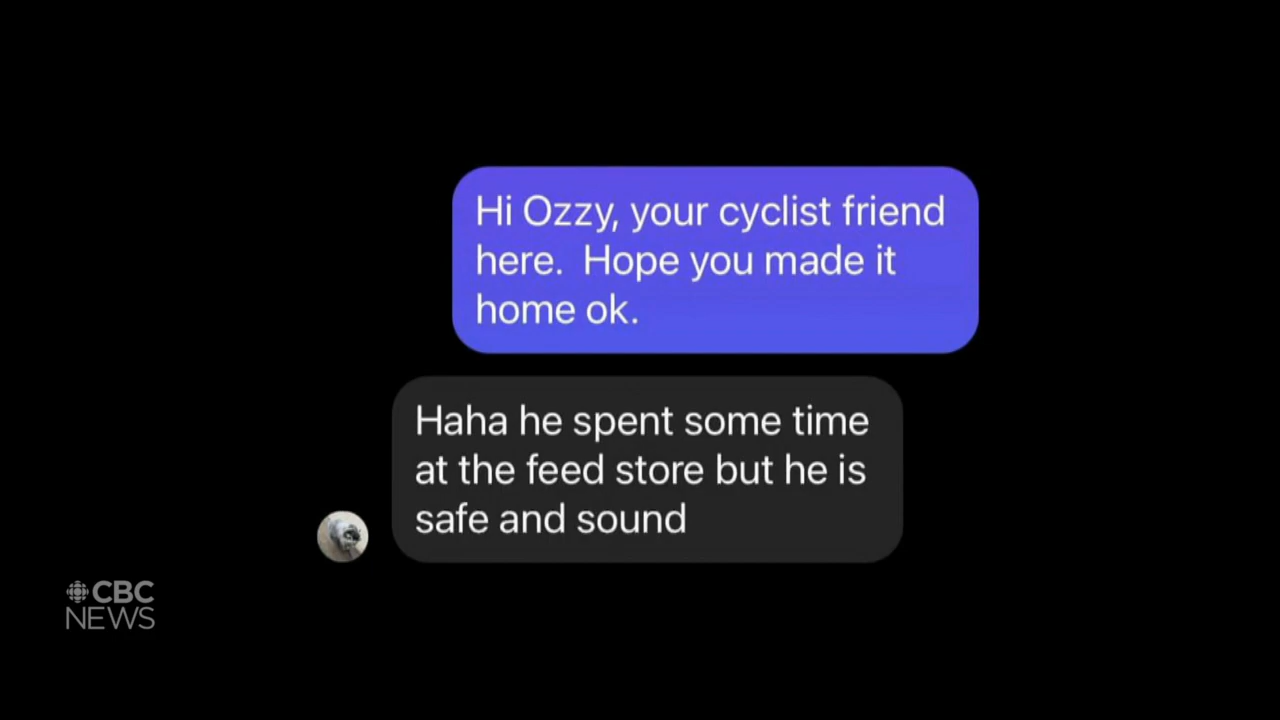 Hi Ozzy, your cyclist friend
here.  Hope you made it
home ok.
Haha he spent some time
at the feed store but he is
safe and sound
CBC
NEWS